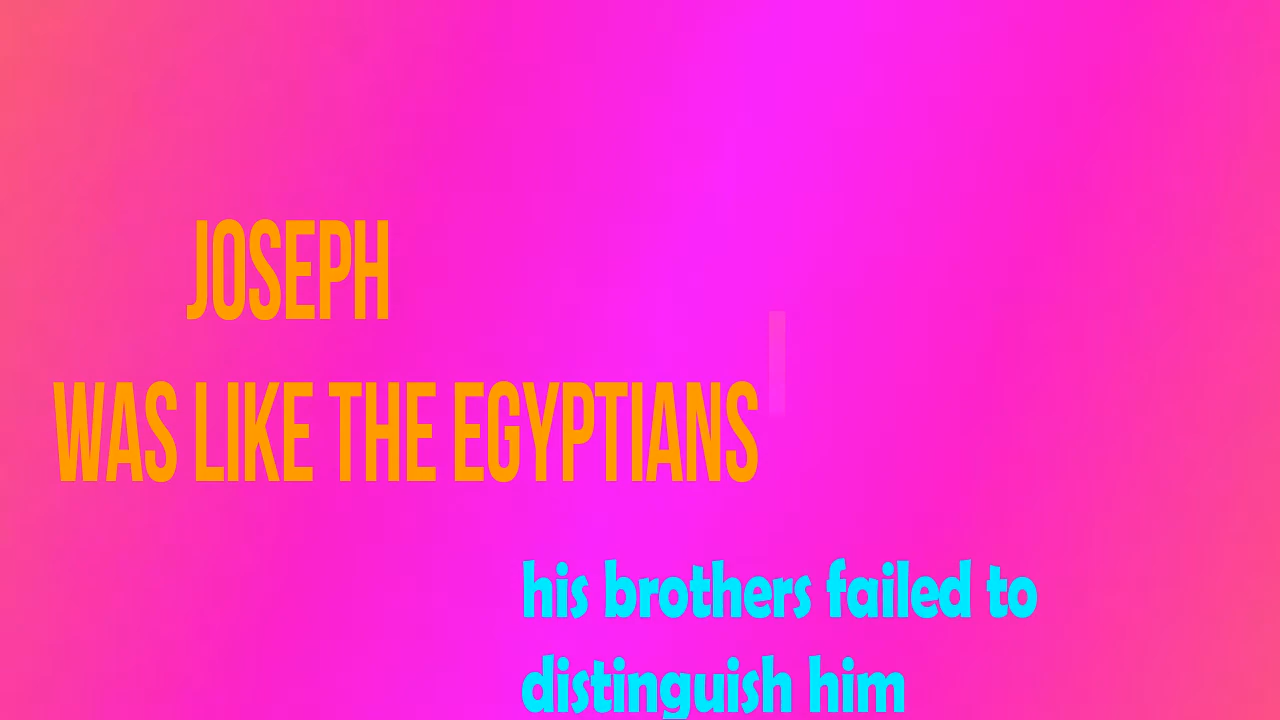 JOSEPH
WAS LIKE THE EGYPTIANS
his brothers failed to
distinguish him